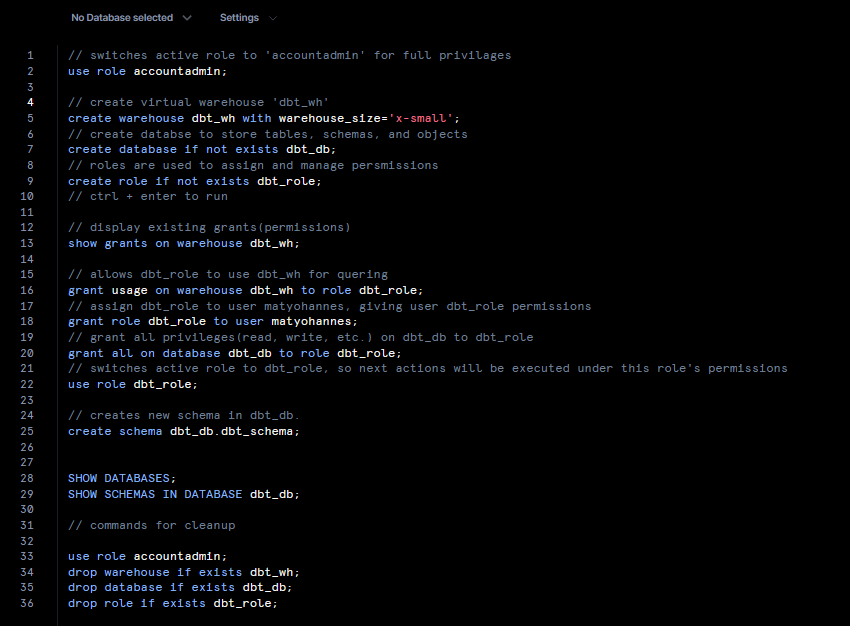 No Database selected Settings
1 // switches active role to 'accountadmin' for full privilages
2 use role accountadmin;
3
4 // create virtual warehouse 'dbt_wh'
5 create warehouse dbt_wh with warehouse_size='x-small';
6 // create databse to store tables, schemas, and objects
7 create database if not exists dbt_db;
8 // roles are used to assign and manage persmissions
9 create role if not exists dbt_role;
10 // ctrl + enter to run
11
12 // display existing grants(permissions)
13 show grants on warehouse dbt_wh;
14
15 // allows dbt_role to use dbt_wh for quering
16 grant usage on warehouse dbt_wh to role dbt_role;
17 // assign dbt_role to user matyohannes, giving user dbt_role permissions
18 grant role dbt_role to user matyohannes;
19 // grant all privileges(read, write, etc.) on dbt_db to dbt_role
20 grant all on database dbt_db to role dbt_role;
21 // switches active role to dbt_role, so next actions will be executed under this role's permissions
22 use role dbt_role;
23
24 // creates new schema in dbt_db.
25 create schema dbt_db.dbt_schema;
26
27
28 SHOW DATABASES;
29 SHOW SCHEMAS IN DATABASE dbt_db;
30
31 // commands for cleanup
32
33 use role accountadmin;
34 drop warehouse if exists dbt_wh;
35 drop database if exists dbt_db;
36 drop role if exists dbt_role;